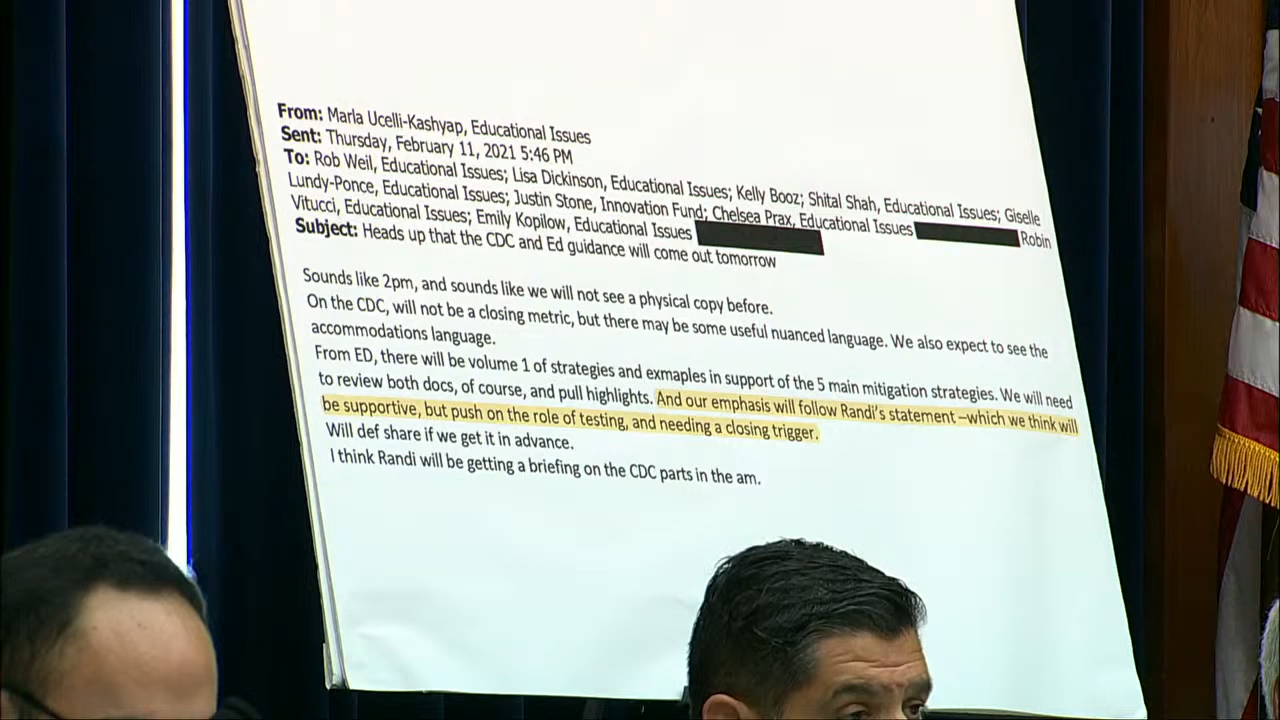 From: Marla Ucelli-Kashyap, Educational Issues
Sent: Thursday, February 11, 2021 5:46 PM
To: Rob Weil, Educational Issues; Lisa Dickinson, Educational Issues; Kelly Booz; Shital Shah, Educational Issues; Giselle
Lundy-Ponce, Educational Issues; Justin Stone, Innovation Fund; Chelsea Prax, Educational Issues Robin
Vitucci, Educational Issues; Emily Kopilow, Educational Issues
Subject: Heads up that the CDC and Ed guidance will come out tomorrow
Sounds like 2pm, and sounds like we will not see a physical copy before.
On the CDC, will not be a closing metric, but there may be some useful nuanced language. We also expect to see the
accommodations language.
From ED, there will be volume 1 of strategies and exmaples in support of the 5 main mitigation strategies. We will need
to review both docs, of course, and pull highlights. And our emphasis will follow Randi's statement –which we think will
be supportive, but push on the role of testing, and needing a closing trigger.
Will def share if we get it in advance.
I think Randi will be getting a briefing on the CDC parts in the am.